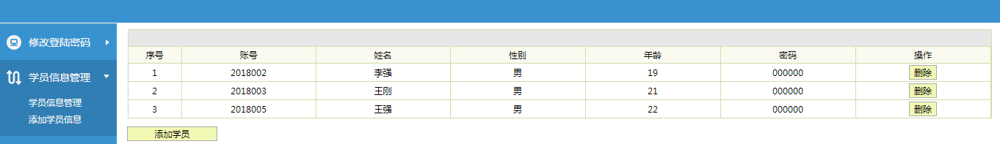 修改登陆密码
学员信息管理
学员信息管理
添加学员信息
序号 账号 姓名 性别 年龄 密码 操作
1 2018002 李强 男 19 000000 删除
2 2018003 王刚 男 21 000000 删除
3 2018005 王强 男 22 000000 删除
添加学员